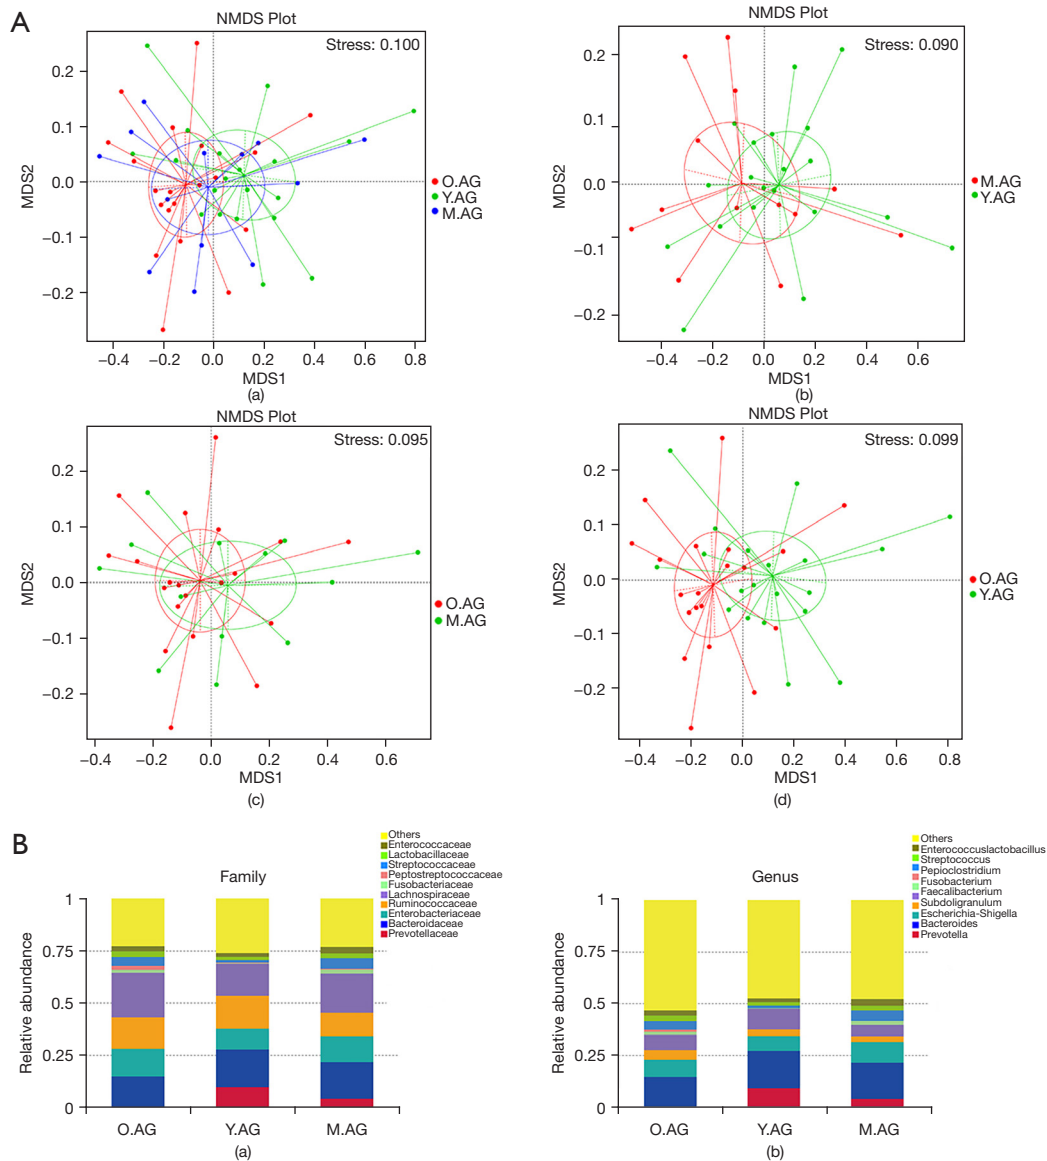 A
NMDS Plot
Stress: 0.100
MDS2
0.2
0.1
0.0
−0.1
−0.2
−0.4 −0.2 0.0 0.2 0.4 0.6 0.8
MDS1
(a)
O.AG
Y.AG
M.AG
NMDS Plot
Stress: 0.090
MDS2
0.2
−0.1
0.0
−0.1
−0.2
−0.4 −0.2 0.0 0.2 0.4 0.6
MDS1
(b)
M.AG
Y.AG
NMDS Plot
Stress: 0.095
MDS2
0.2
0.1
0.0
−0.1
−0.2
−0.4 −0.2 0.0 0.2 0.4 0.6
MDS1
(c)
O.AG
M.AG
NMDS Plot
Stress: 0.099
MDS2
0.2
0.1
0.0
−0.1
−0.2
−0.4 −0.2 0.0 0.2 0.4 0.6 0.8
MDS1
(d)
O.AG
Y.AG
B
Others
Enterococcaceae
Lactobacillaceae
Streptococcaceae
Peptostreptococcaceae
Fusobacteriaceae
Lachnospiraceae
Ruminococcaceae
Enterobacteriaceae
Bacteroidaceae
Prevotellaceae
Family
Relative abundance
1
0.75
0.5
0.25
0
O.AG Y.AG M.AG
(a)
Others
Enterococcuslactobacillus
Streptococcus
Pepioclostridium
Fusobacterium
Faecalibacterium
Subdoligranulum
Escherichia-Shigella
Bacteroides
Prevotella
Genus
Relative abundance
1
0.75
0.5
0.25
0
O.AG Y.AG M.AG
(b)